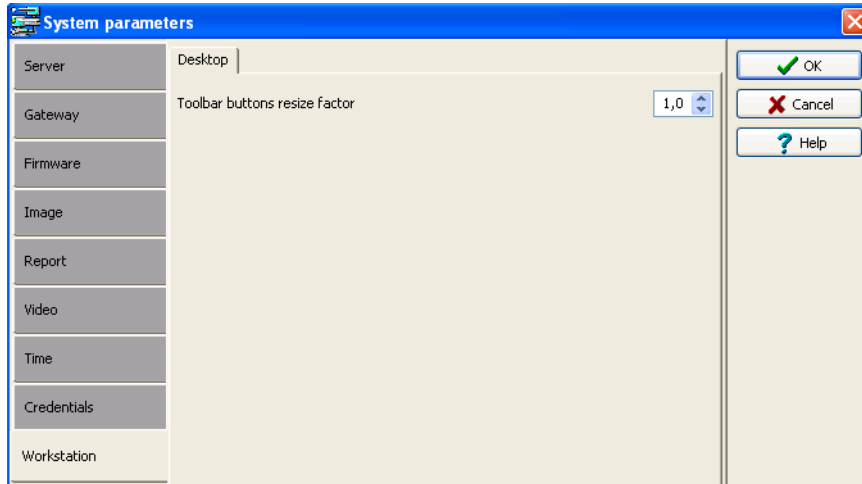 System parameters
Server
Gateway
Firmware
Image
Report
Video
Time
Credentials
Workstation
Desktop
Toolbar buttons resize factor 1,0
OK
Cancel
Help